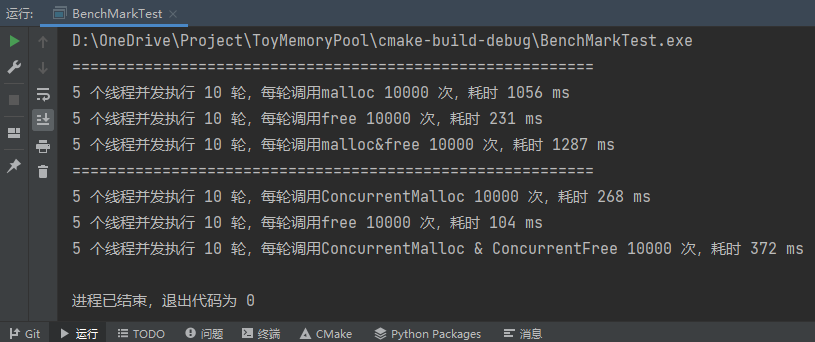 运行: BenchMarkTest
D:\OneDrive\Project\ToyMemoryPool\cmake-build-debug\BenchMarkTest.exe
==========================================================
5 个线程并发执行 10 轮，每轮调用malloc 10000 次，耗时 1056 ms
5 个线程并发执行 10 轮，每轮调用free 10000 次，耗时 231 ms
5 个线程并发执行 10 轮，每轮调用malloc&free 10000 次，耗时 1287 ms
==========================================================
5 个线程并发执行 10 轮，每轮调用ConcurrentMalloc 10000 次，耗时 268 ms
5 个线程并发执行 10 轮，每轮调用free 10000 次，耗时 104 ms
5 个线程并发执行 10 轮，每轮调用ConcurrentMalloc & ConcurrentFree 10000 次，耗时 372 ms
进程已结束，退出代码为 0
Git 运行 TODO 问题 终端 CMake Python Packages 消息